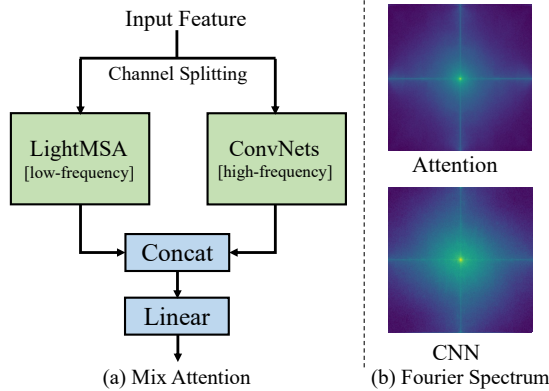 Input Feature
Channel Splitting
LightMSA
[low-frequency]
ConvNets
[high-frequency]
Concat
Linear
(a) Mix Attention
Attention
CNN
(b) Fourier Spectrum